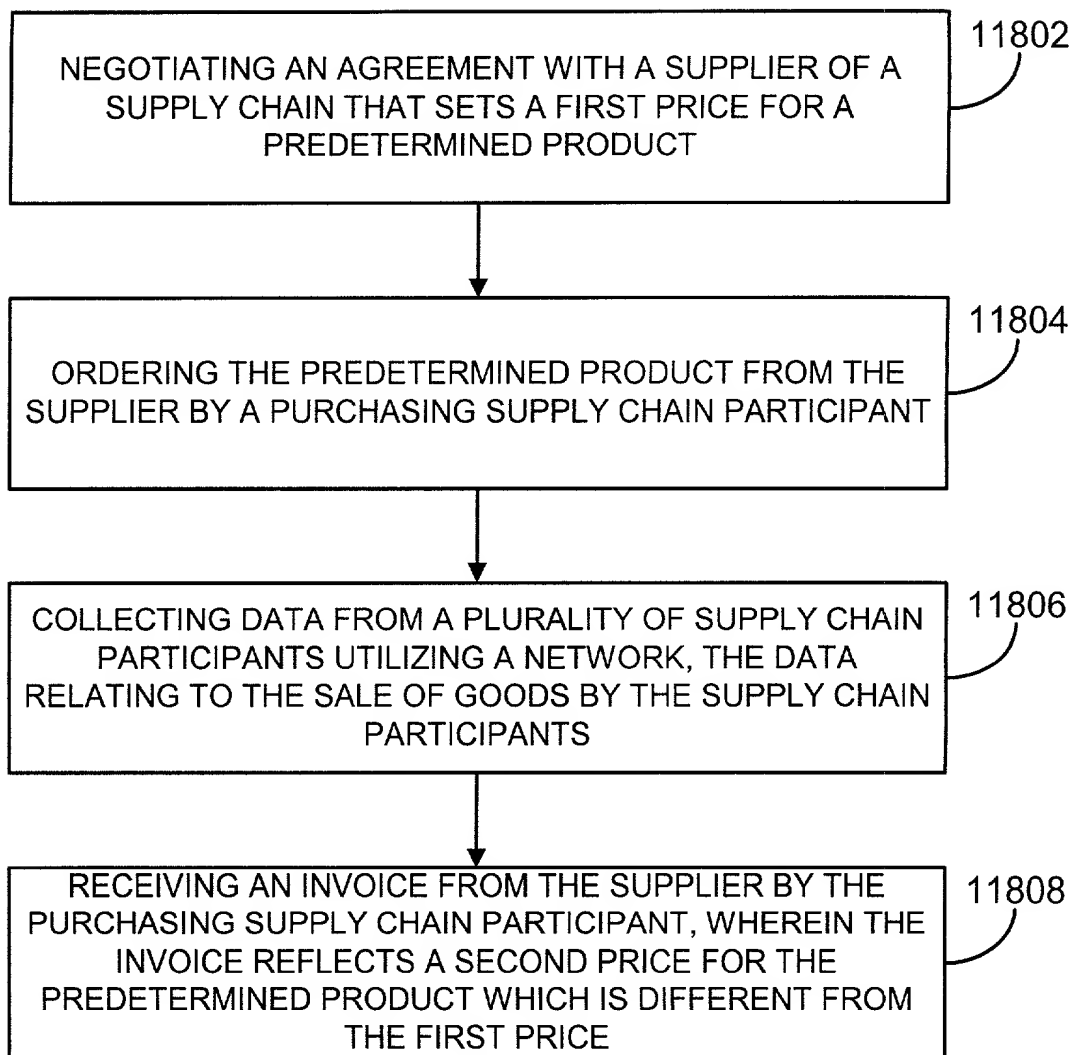 11802
NEGOTIATING AN AGREEMENT WITH A SUPPLIER OF A
SUPPLY CHAIN THAT SETS A FIRST PRICE FOR A
PREDETERMINED PRODUCT
11804
ORDERING THE PREDETERMINED PRODUCT FROM THE
SUPPLIER BY A PURCHASING SUPPLY CHAIN PARTICIPANT
11806
COLLECTING DATA FROM A PLURALITY OF SUPPLY CHAIN
PARTICIPANTS UTILIZING A NETWORK, THE DATA
RELATING TO THE SALE OF GOODS BY THE SUPPLY CHAIN
PARTICIPANTS
11808
RECEIVING AN INVOICE FROM THE SUPPLIER BY THE
PURCHASING SUPPLY CHAIN PARTICIPANT, WHEREIN THE
INVOICE REFLECTS A SECOND PRICE FOR THE
PREDETERMINED PRODUCT WHICH IS DIFFERENT FROM
THE FIRST PRICE